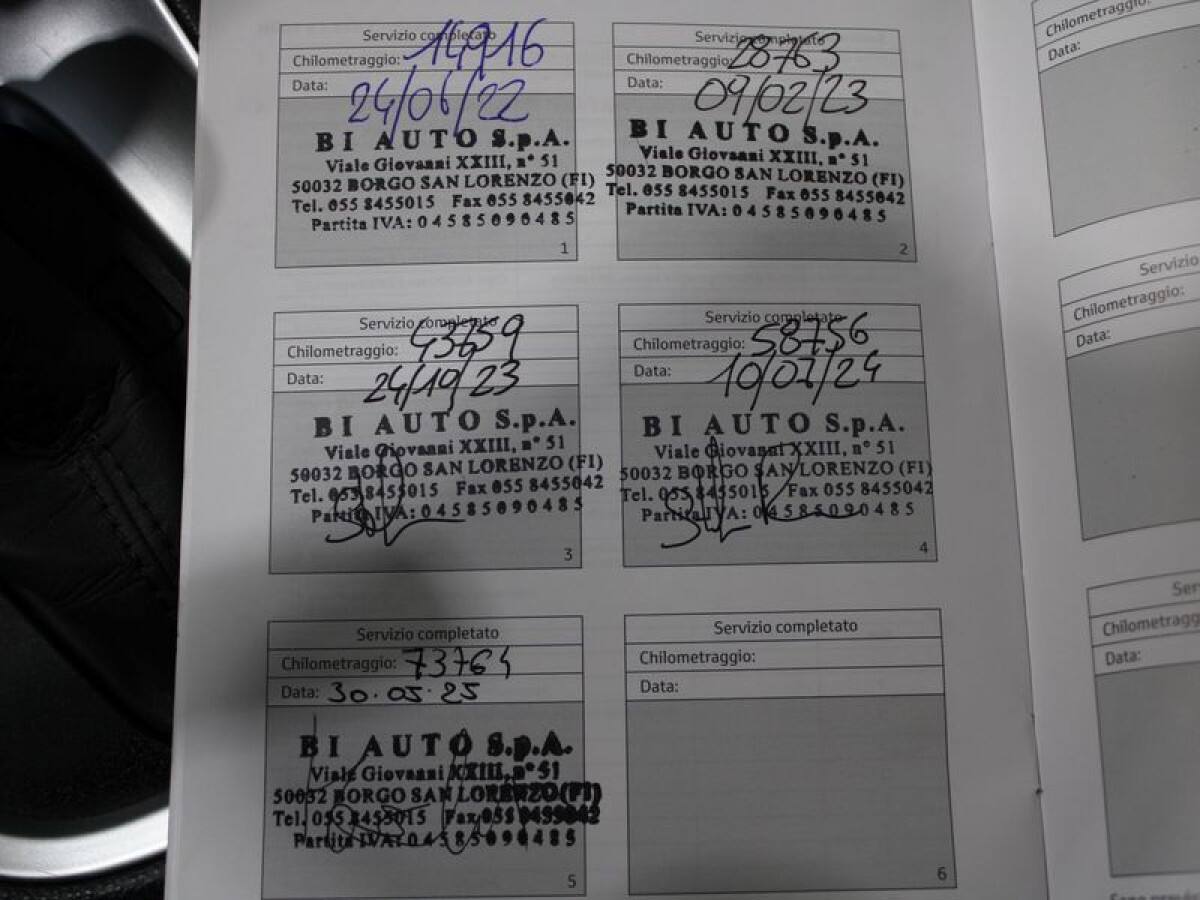 Servizio completato
Chilometraggio: 14916
Data: 24/06/22
BI AUTO S.p.A.
Viale Giovanni XXIII, n° 51
50032 BORGO SAN LORENZO (FI)
Tel. 055 8455015 Fax 055 8455042
Partita IVA: 04585090485
1
Servizio completato
Chilometraggio: 28763
Data: 09/02/23
BI AUTO S.p.A.
Viale Giovanni XXIII, n° 51
50032 BORGO SAN LORENZO (FI)
Tel. 055 8455015 Fax 055 8455042
Partita IVA: 04585090485
2
Servizio completato
Chilometraggio: 43759
Data: 24/10/23
BI AUTO S.p.A.
Viale Giovanni XXIII, n° 51
50032 BORGO SAN LORENZO (FI)
Tel. 055 8455015 Fax 055 8455042
Partita IVA: 04585090485
3
Servizio completato
Chilometraggio: 58756
Data: 10/07/24
BI AUTO S.p.A.
Viale Giovanni XXIII, n° 51
50032 BORGO SAN LORENZO (FI)
Tel. 055 8455015 Fax 055 8455042
Partita IVA: 04585090485
4
Servizio completato
Chilometraggio: 73764
Data: 30.05.25
BI AUTO S.p.A.
Viale Giovanni XXIII, n° 51
50032 BORGO SAN LORENZO (FI)
Tel. 055 8455015 Fax 055 8455042
Partita IVA: 04585090485
5
Servizio completato
Chilometraggio:
Data:
6
Chilometraggio:
Data:
Servizio
Chilometraggio:
Data:
Ser
Chilometragg
Data: